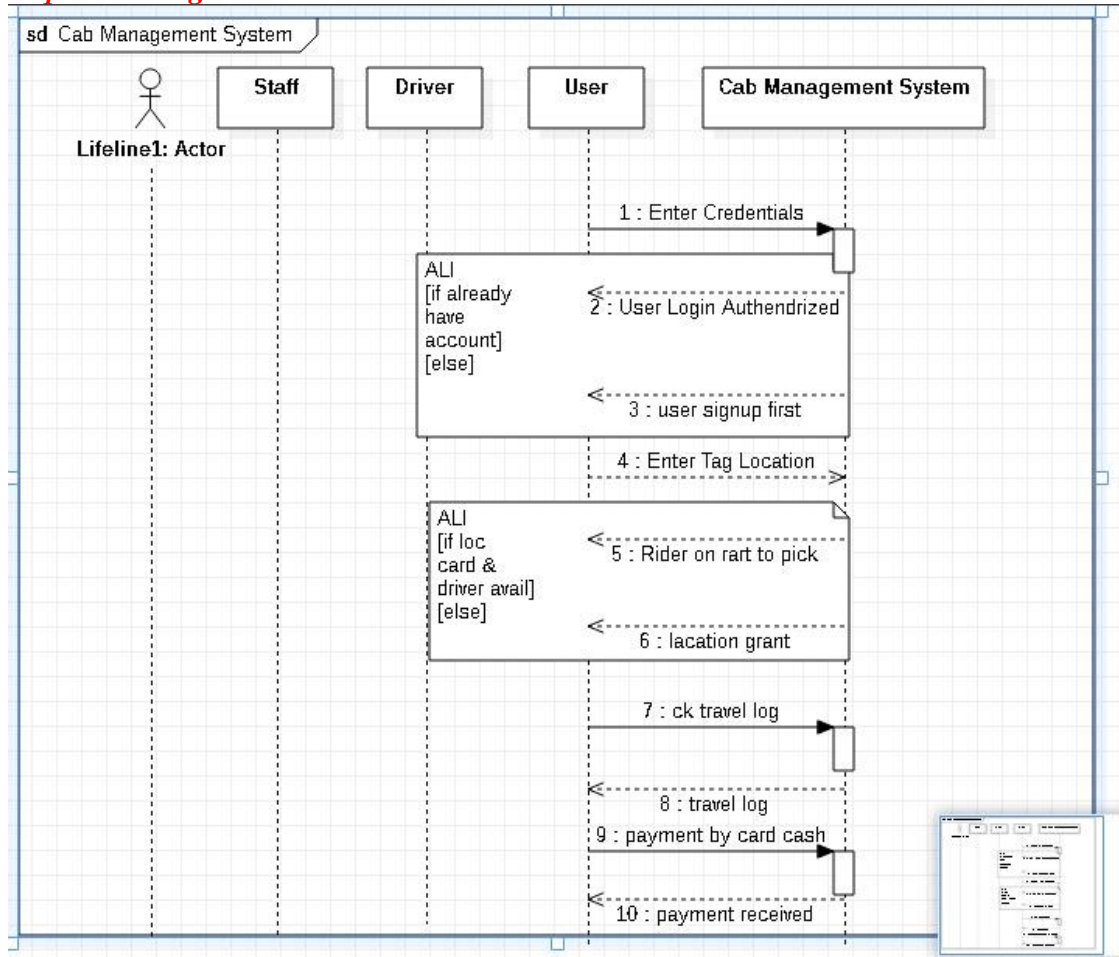 sd Cab Management System
Staff
Driver
User
Cab Management System
Lifeline1: Actor
1 : Enter Credentials
ALI
[if already
have
account]
[else]
2 : User Login Authendrized
3 : user signup first
4 : Enter Tag Location
ALI
[if loc
card &
driver avail]
[else]
5 : Rider on rart to pick
6 : lacation grant
7 : ck travel log
8 : travel log
9 : payment by card cash
10 : payment received